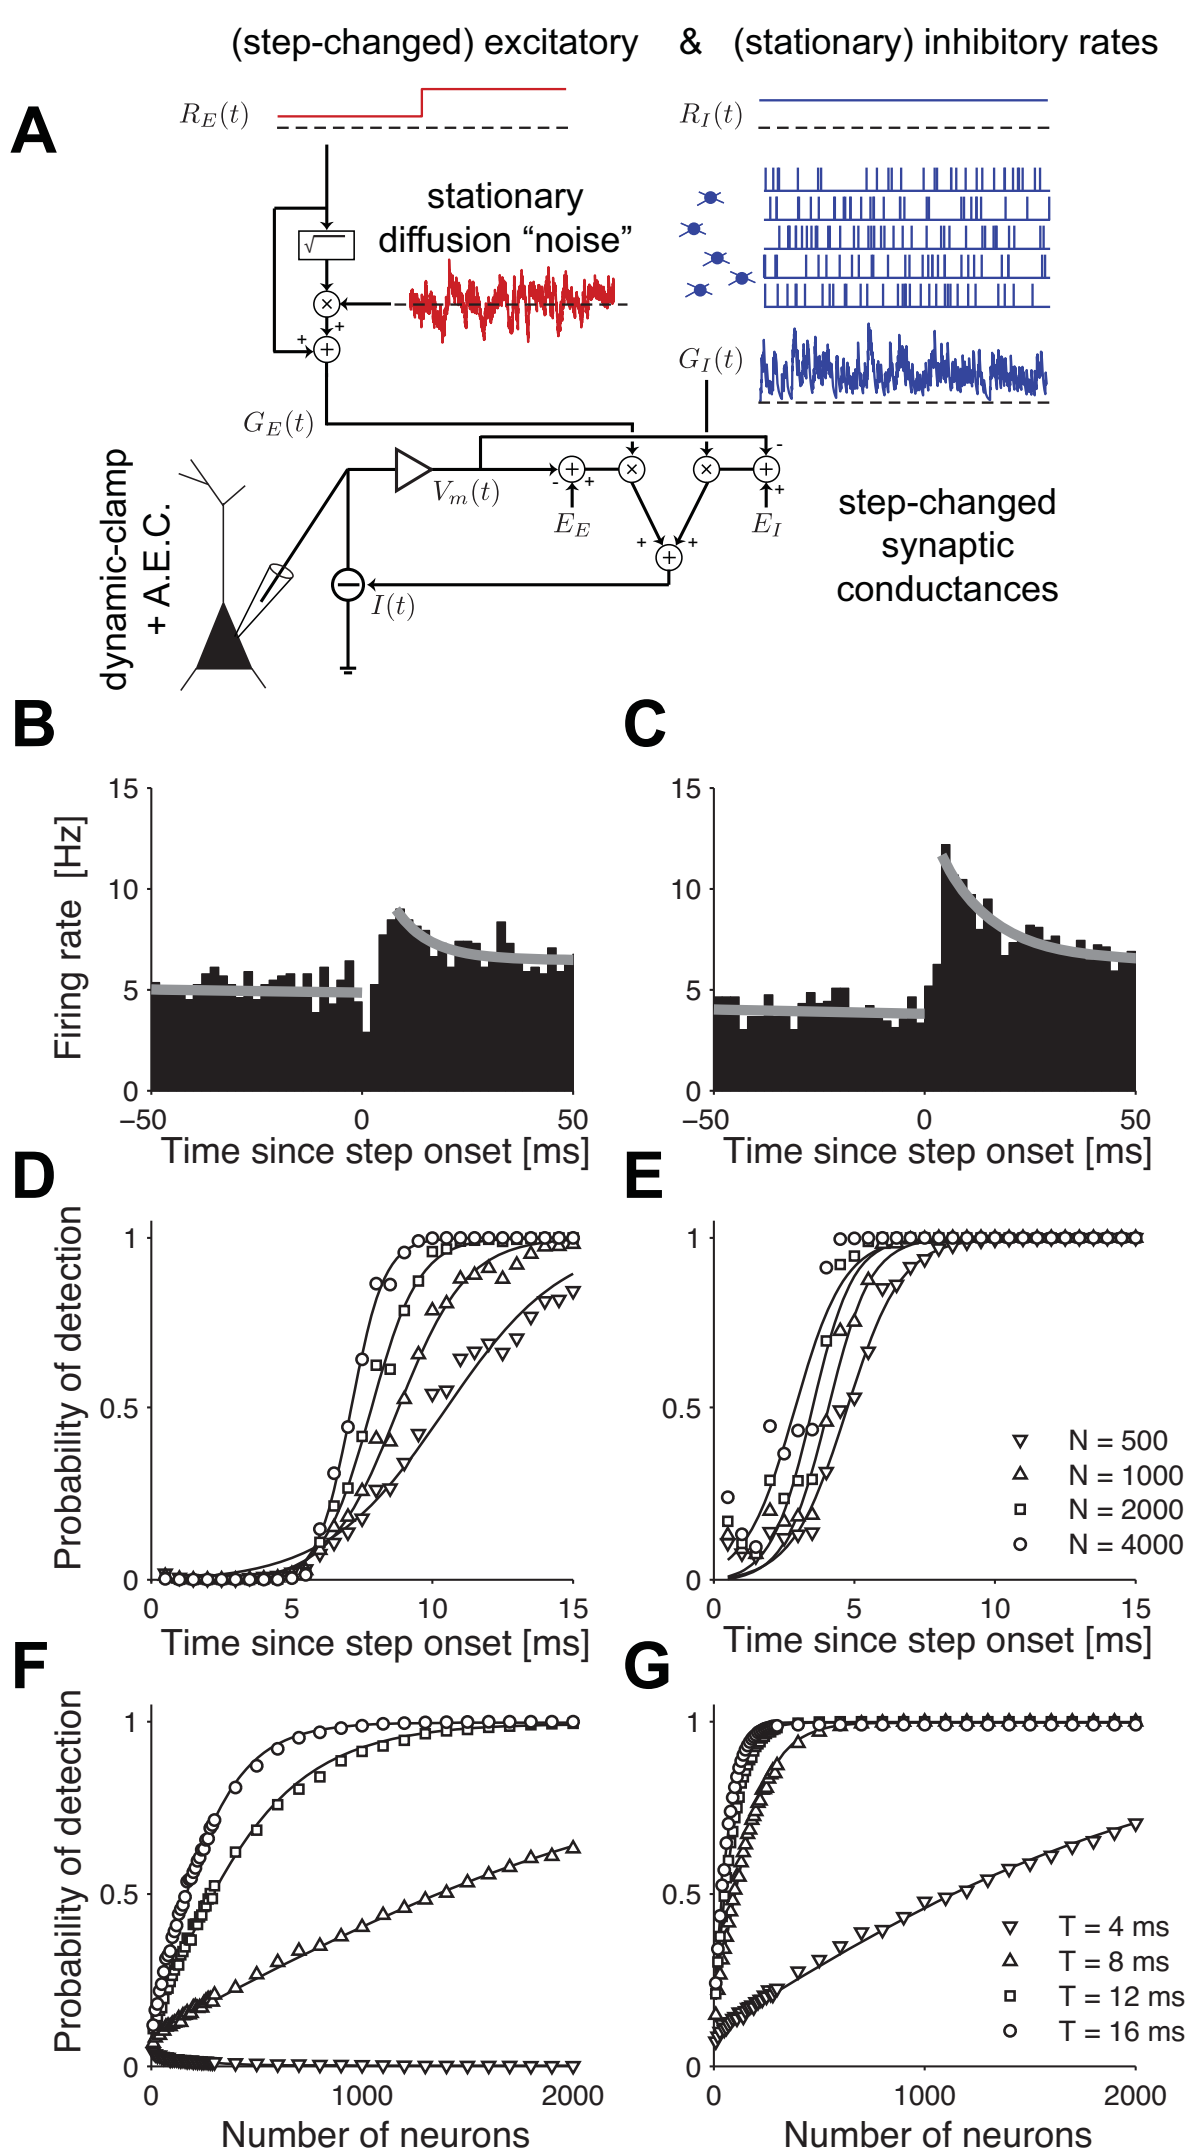 (step-changed) excitatory & (stationary) inhibitory rates
A
R_E(t)
R_I(t)
stationary
diffusion “noise”
√
×
+
+
+
G_I(t)
G_E(t)
-
V_m(t)
-
+
+
×
×
+
+
E_E
E_I
+
+
+
I(t)
dynamic-clamp
+ A.E.C.
step-changed
synaptic
conductances
B
15
10
5
0
Firing rate [Hz]
−50
0
50
Time since step onset [ms]
C
15
10
5
0
−50
0
50
Time since step onset [ms]
D
1
0.5
0
Probability of detection
0
5
10
15
Time since step onset [ms]
E
1
0.5
0
N = 500
N = 1000
N = 2000
N = 4000
0
5
10
15
Time since step onset [ms]
F
1
0.5
0
Probability of detection
0
1000
2000
Number of neurons
G
1
0.5
0
T = 4 ms
T = 8 ms
T = 12 ms
T = 16 ms
0
1000
2000
Number of neurons